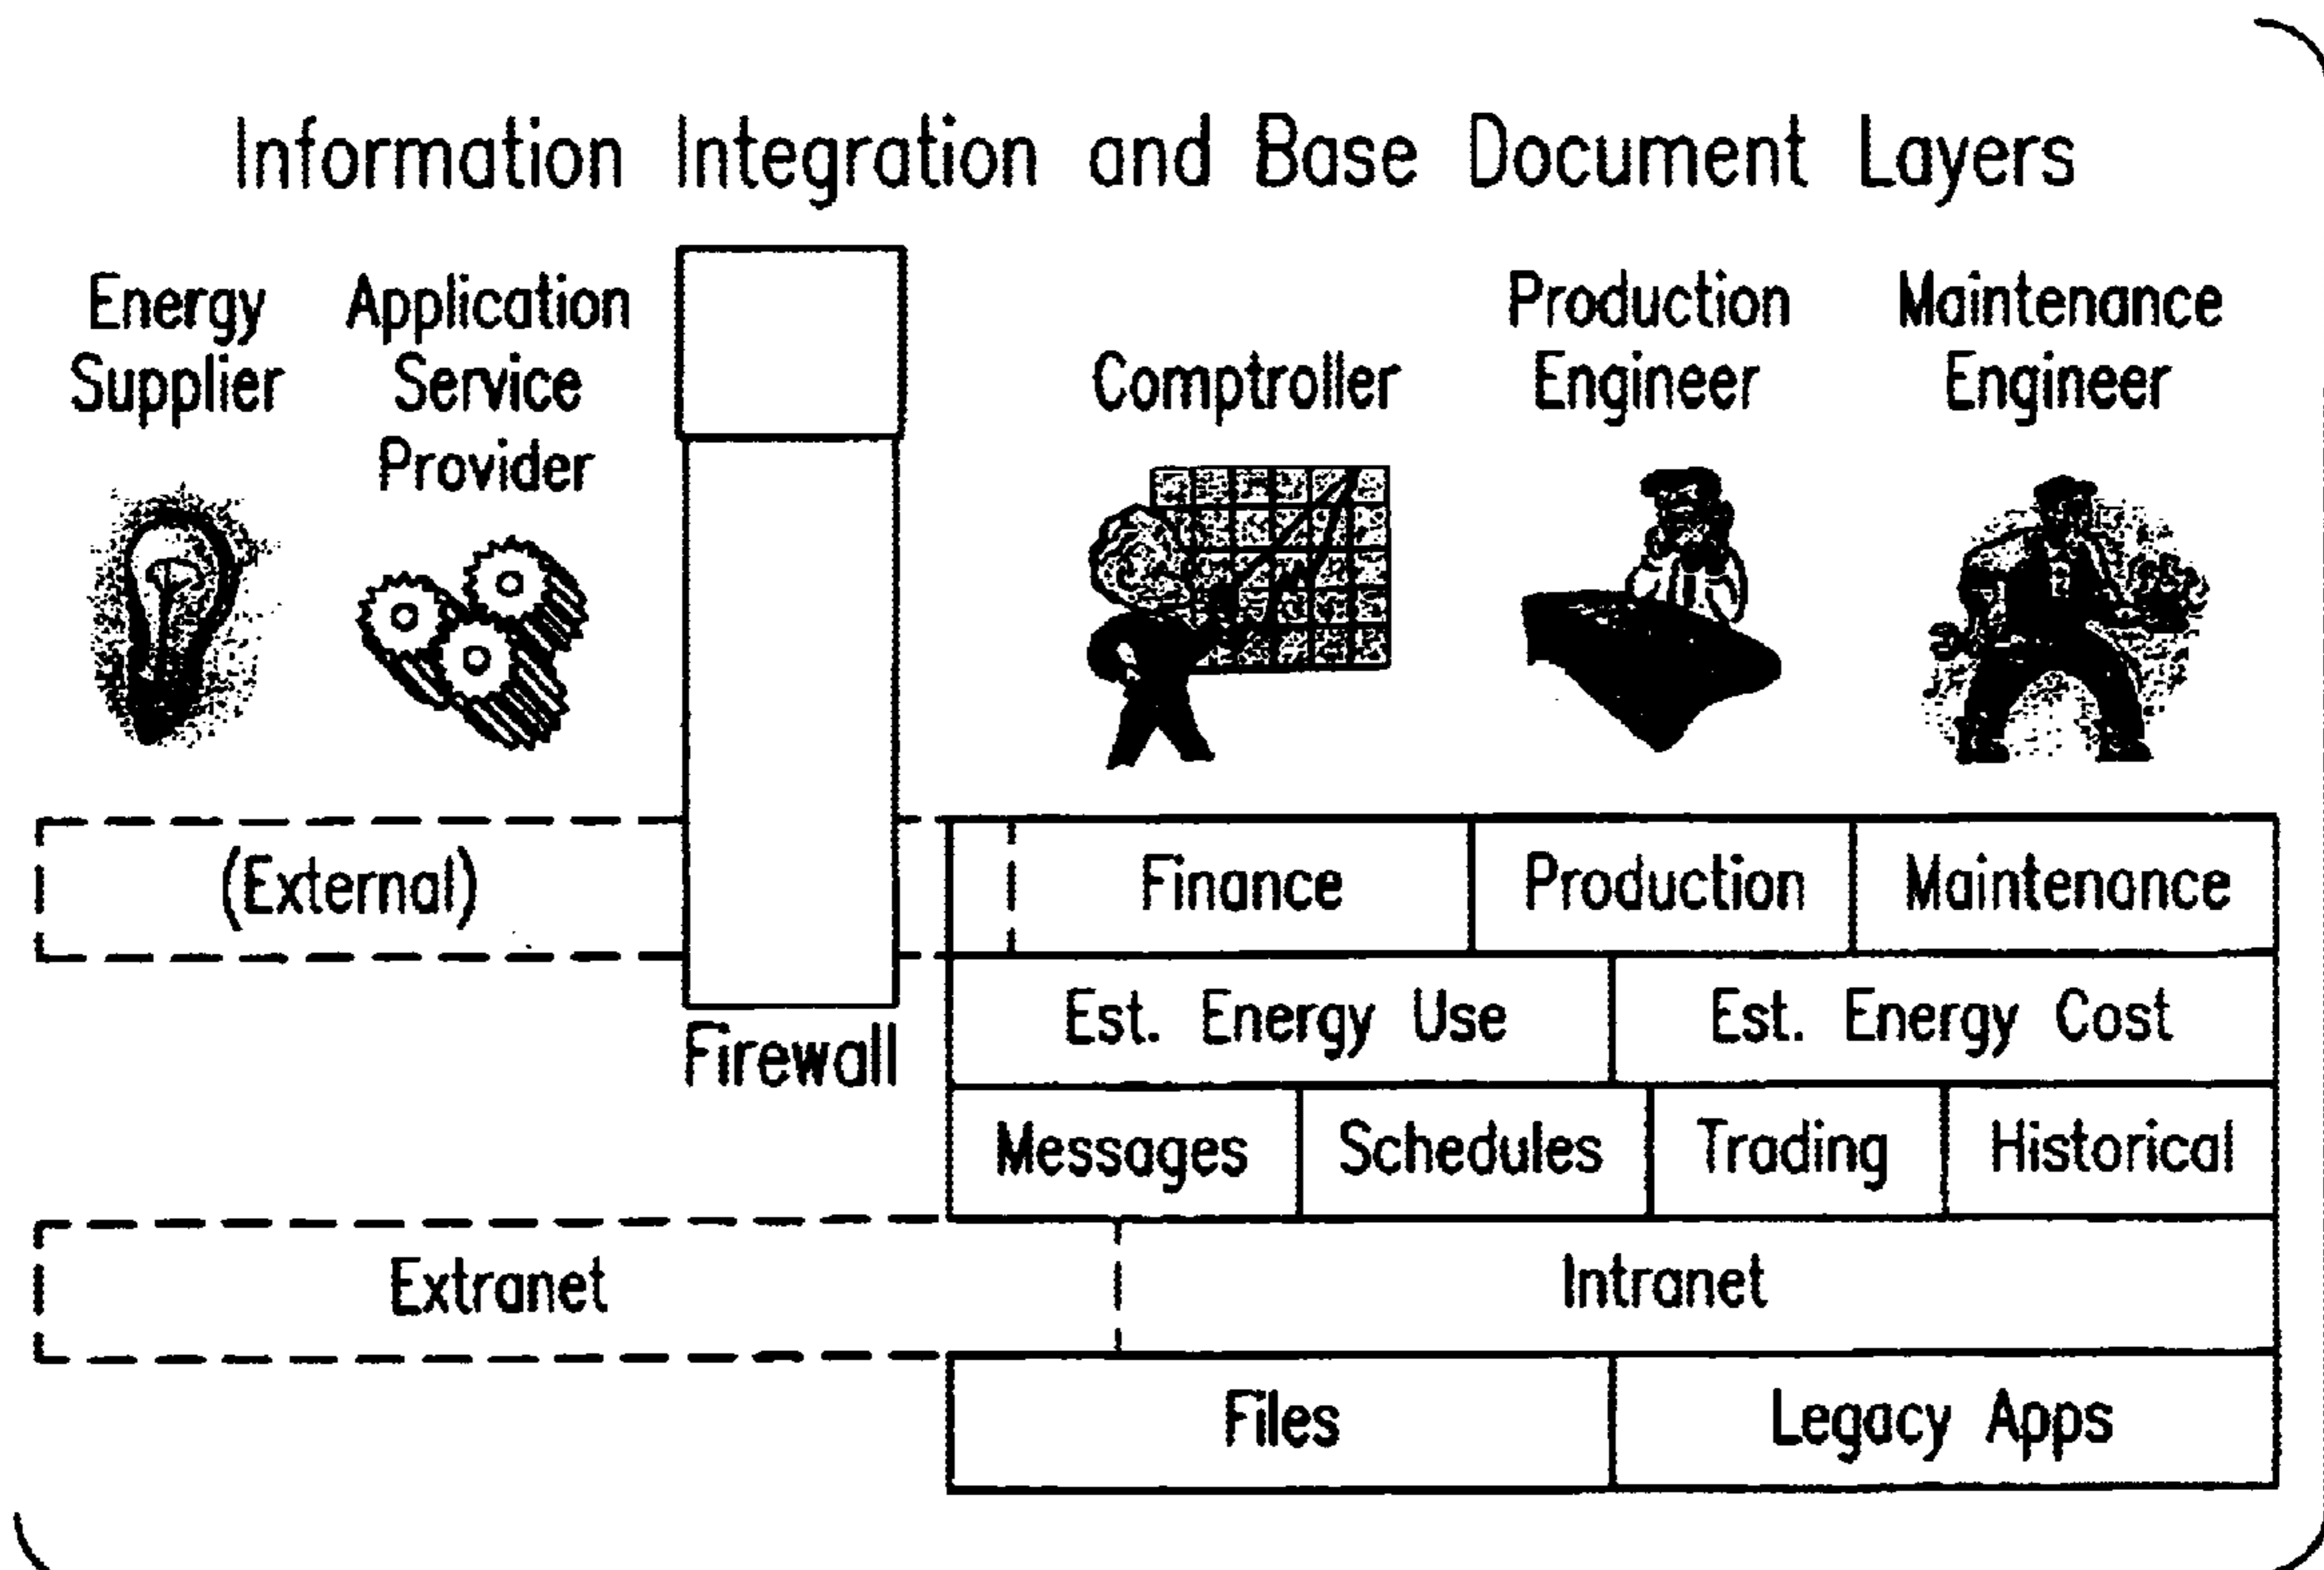 Information Integration and Base Document Layers
Energy
Supplier
Application
Service
Provider
Comptroller
Production
Engineer
Maintenance
Engineer
(External)
Finance
Production
Maintenance
Firewall
Est. Energy Use
Est. Energy Cost
Messages
Schedules
Trading
Historical
Extranet
Intranet
Files
Legacy Apps